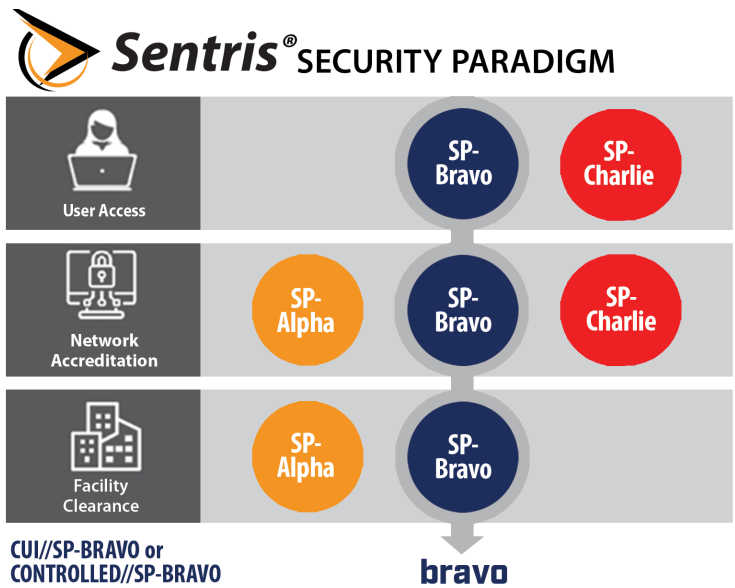 Sentris® SECURITY PARADIGM
SP-
Bravo
SP-
Charlie
User Access
SP-
Alpha
SP-
Bravo
SP-
Charlie
Network
Accreditation
SP-
Alpha
SP-
Bravo
Facility
Clearance
CUI//SP-BRAVO or
CONTROLLED//SP-BRAVO
bravo